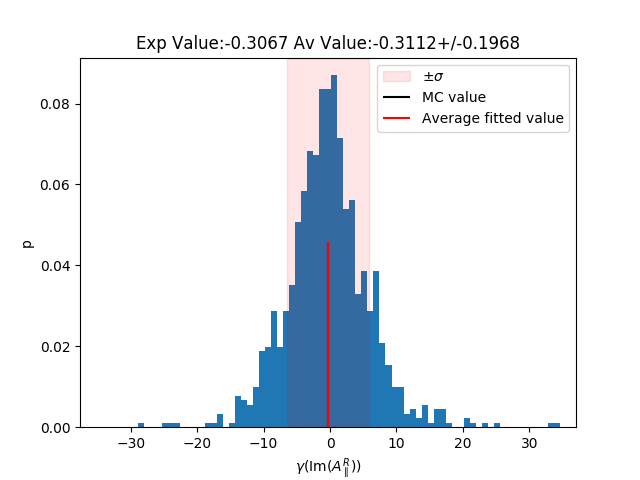 Exp Value:-0.3067 Av Value:-0.3112+/-0.1968
±σ
MC value
Average fitted value
p
0.08
0.06
0.04
0.02
0.00
−30 −20 −10 0 10 20 30
γ(Im(A∥R))